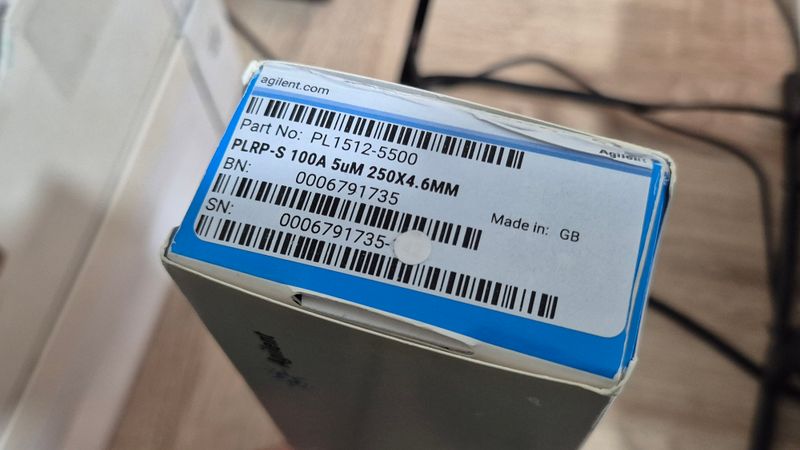 agilent.com
Agilent
Part No: PL1512-5500
PLRP-S 100A 5uM 250X4.6MM
BN: 0006791735
SN: 0006791735-
Made in: GB
Agilent